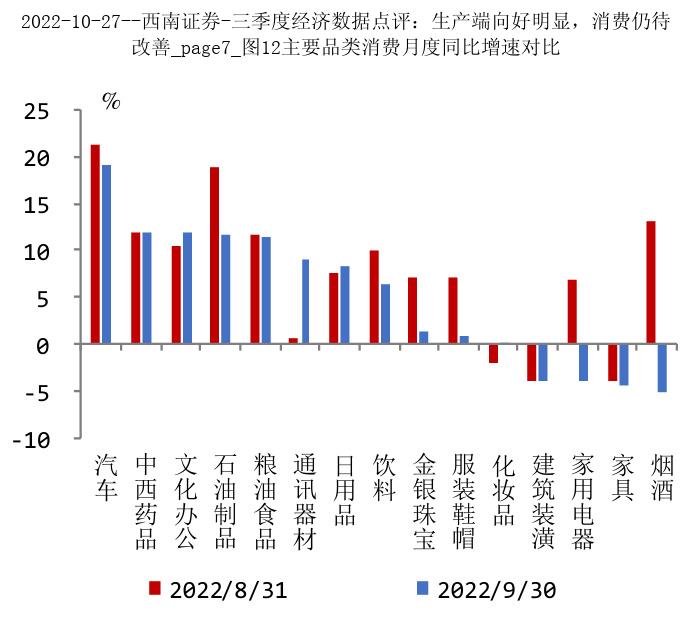 2022-10-27--西南证券-三季度经济数据点评：生产端向好明显，消费仍待
改善_page7_图12主要品类消费月度同比增速对比
%
25
20
15
10
5
0
-5
-10
汽车
中西药品
文化办公
石油制品
粮油食品
通讯器材
日用品
饮料
金银珠宝
服装鞋帽
化妆品
建筑装潢
家用电器
家具
烟酒
2022/8/31
2022/9/30